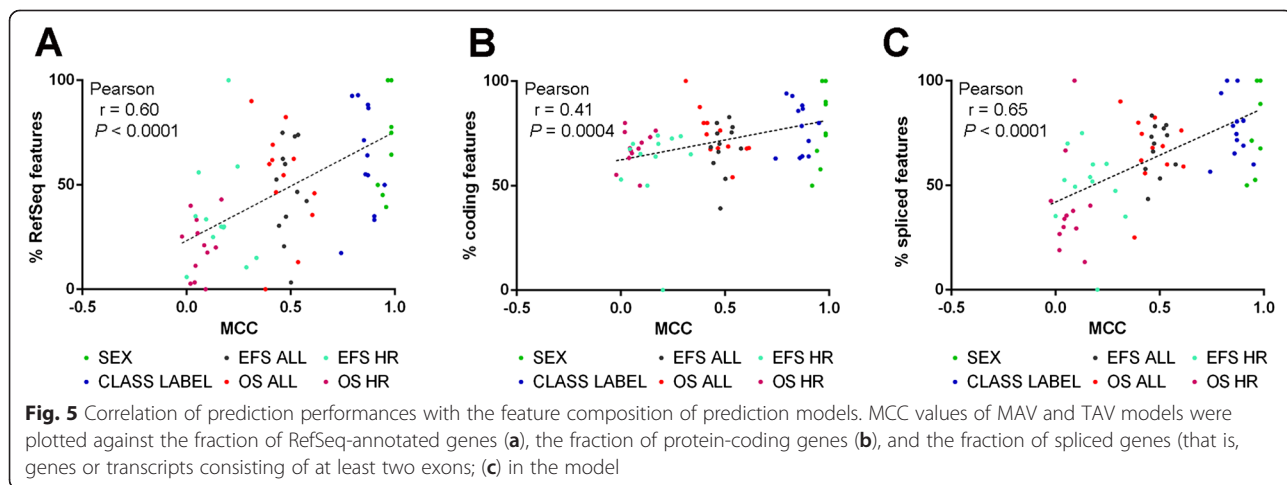 A
Pearson
r = 0.60
P < 0.0001
% RefSeq features
100
50
0
-0.5
0.0
0.5
1.0
MCC
SEX
EFS ALL
EFS HR
CLASS LABEL
OS ALL
OS HR
B
Pearson
r = 0.41
P = 0.0004
% coding features
100
50
0
-0.5
0.0
0.5
1.0
MCC
SEX
EFS ALL
EFS HR
CLASS LABEL
OS ALL
OS HR
C
Pearson
r = 0.65
P < 0.0001
% spliced features
100
50
0
-0.5
0.0
0.5
1.0
MCC
SEX
EFS ALL
EFS HR
CLASS LABEL
OS ALL
OS HR
Fig. 5 Correlation of prediction performances with the feature composition of prediction models. MCC values of MAV and TAV models were
plotted against the fraction of RefSeq-annotated genes (a), the fraction of protein-coding genes (b), and the fraction of spliced genes (that is,
genes or transcripts consisting of at least two exons; (c) in the model